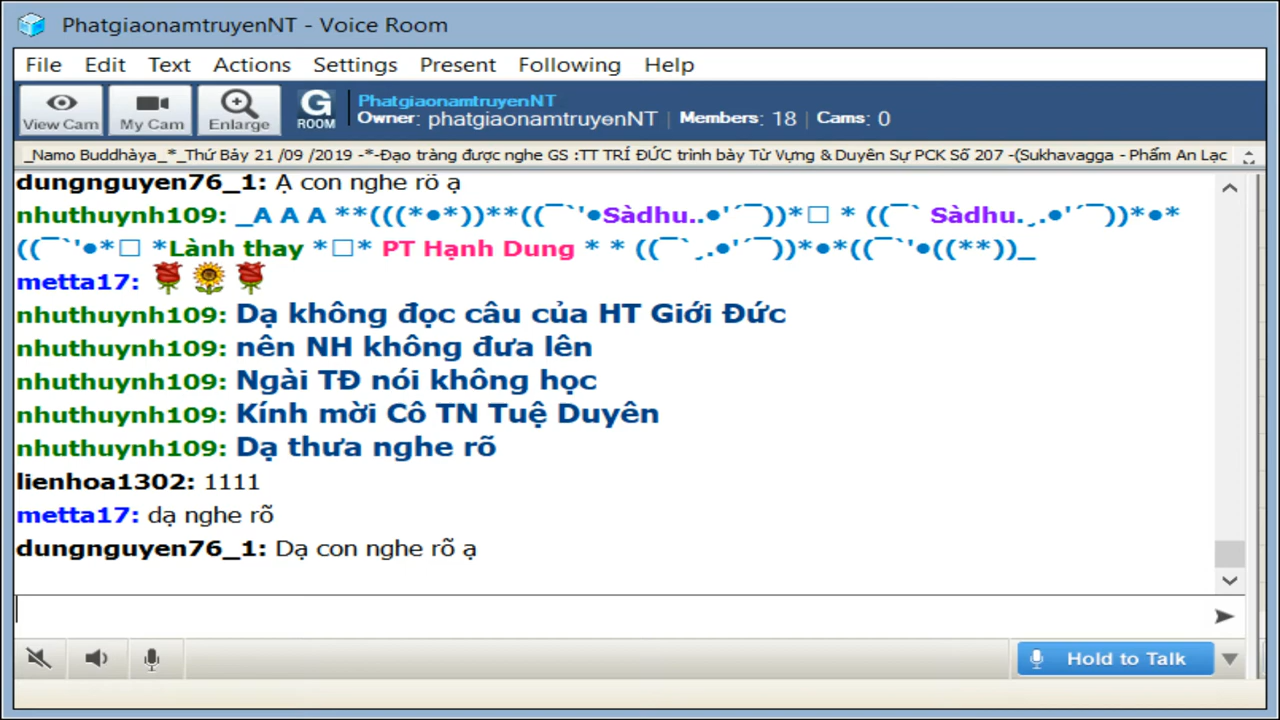 PhatgiaonamtruyenNT - Voice Room
File Edit Text Actions Settings Present Following Help
View Cam My Cam Enlarge G ROOM
PhatgiaonamtruyenNT
Owner: phatgiaonamtruyenNT Members: 18 Cams: 0
_Namo Buddhàya_*_Thứ Bảy 21 /09 /2019 -*-Đạo tràng được nghe GS :TT TRÍ ĐỨC trình bày Từ Vựng & Duyên Sự PCK Số 207 -(Sukhavagga - Phẩm An Lạc
dungnguyen76_1: Ạ con nghe rõ ạ
nhuthuynh109: _A A A **(((*●*))**((¯`'●Sàdhu..●'´¯))*□ * ((¯` Sàdhu.¸.●'´¯))*●*
((¯`'●*□ *Lành thay *□* PT Hạnh Dung * * ((¯`¸.●'´¯))*●*((¯`'●((**))_
metta17: 🌹🌻🌹
nhuthuynh109: Dạ không đọc câu của HT Giới Đức
nhuthuynh109: nên NH không đưa lên
nhuthuynh109: Ngài TĐ nói không học
nhuthuynh109: Kính mời Cô TN Tuệ Duyên
nhuthuynh109: Dạ thưa nghe rõ
lienhoa1302: 1111
metta17: dạ nghe rõ
dungnguyen76_1: Dạ con nghe rõ ạ
Hold to Talk